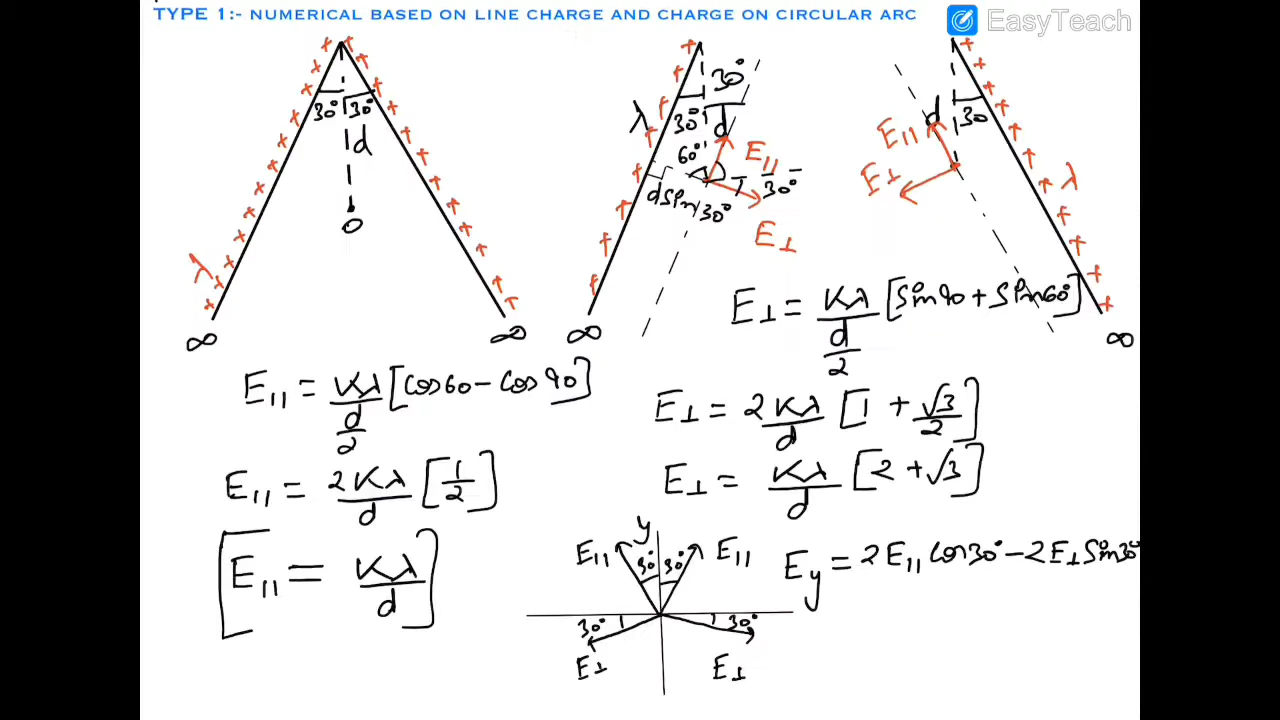 TYPE 1:- NUMERICAL BASED ON LINE CHARGE AND CHARGE ON CIRCULAR ARC
EasyTeach
30° 30°
d
O
λ
∞ ∞
30°
λ 30° d
60° E||
30°
dsin30°
E⊥
∞
d 30
E||
E⊥ λ
∞
E⊥ = Kλ/(d/2) [sin90 + sin60°]
E|| = Kλ/(d/2) [cos60 - cos90]
E⊥ = 2Kλ/d [1 + √3/2]
E|| = 2Kλ/d [1/2]
E⊥ = Kλ/d [2 + √3]
[E|| = Kλ/d]
y
E|| 30° 30° E||
30° 30°
E⊥ E⊥
Ey = 2E|| cos30° - 2E⊥ sin30°